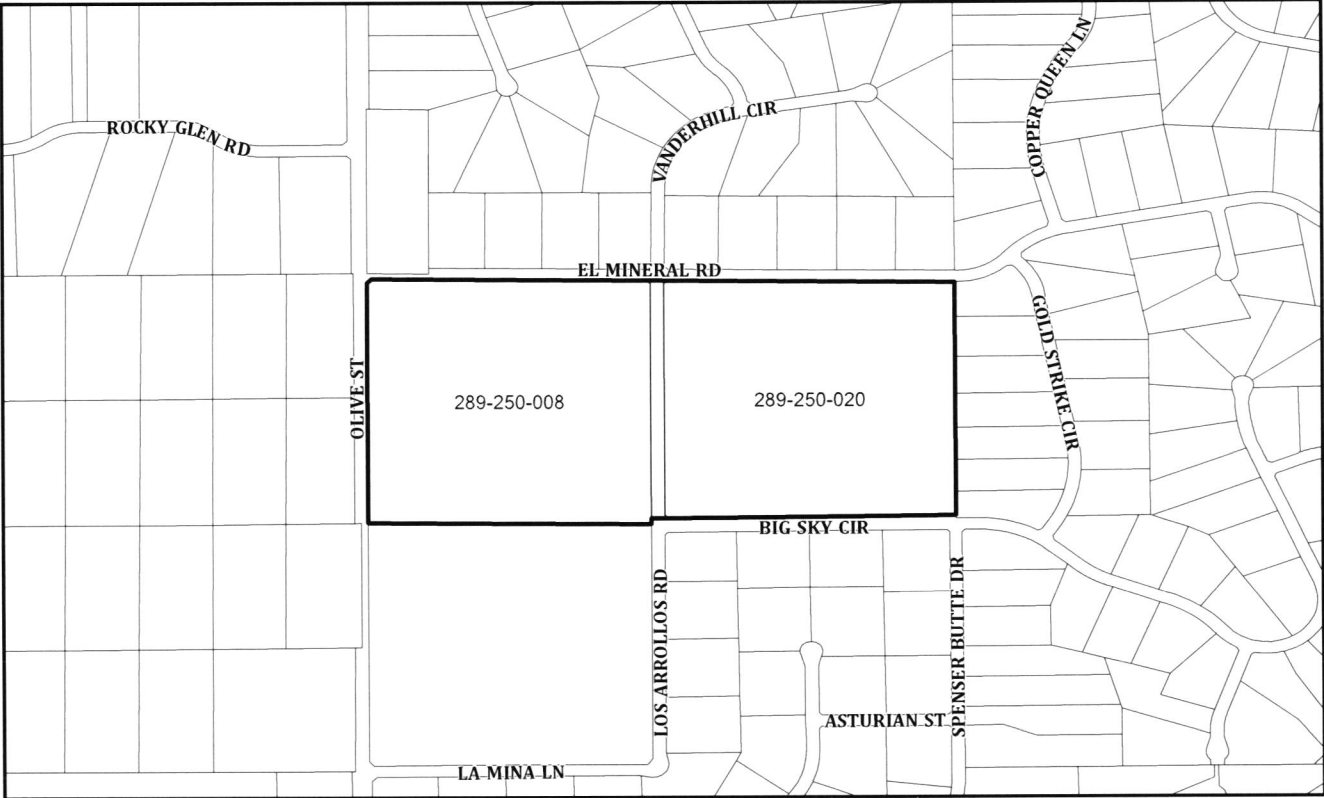 COPPER QUEEN LN
VANDERHILL CIR
ROCKY GLEN RD
EL MINERAL RD
GOLD STRIKE CIR
OLIVE ST
289-250-008
289-250-020
BIG SKY CIR
LOS ARROLLOS RD
SPENSER BUTTE DR
ASTURIAN ST
LA MINA LN